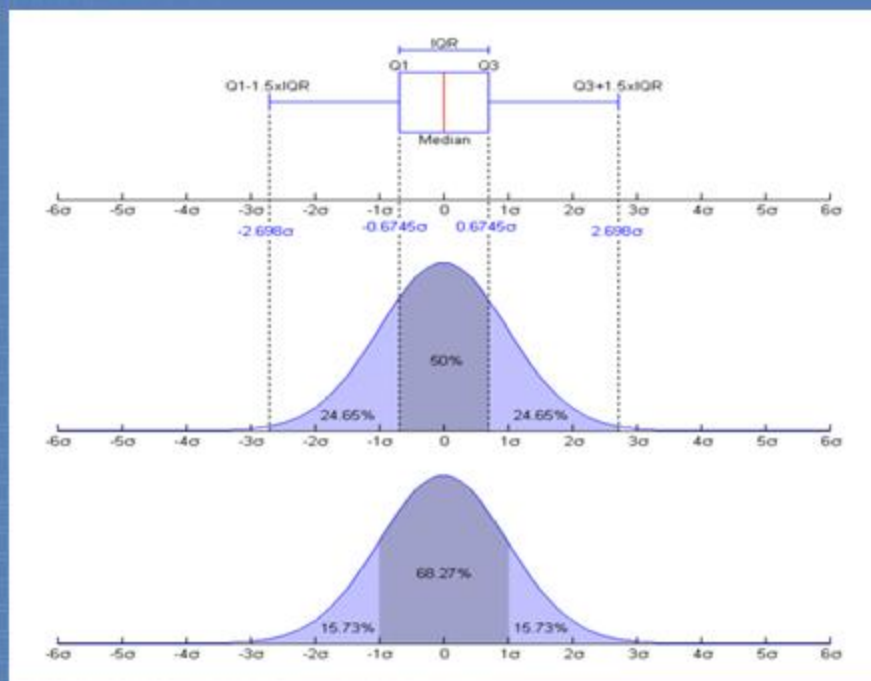 IQR
Q1 Q3
Q1-1.5xIQR Q3+1.5xIQR
Median
-6σ -5σ -4σ -3σ -2σ -1σ 0 1σ 2σ 3σ 4σ 5σ 6σ
-2.698σ -0.6745σ 0.6745σ 2.698σ
50%
24.65% 24.65%
-6σ -5σ -4σ -3σ -2σ -1σ 0 1σ 2σ 3σ 4σ 5σ 6σ
68.27%
15.73% 15.73%
-6σ -5σ -4σ -3σ -2σ -1σ 0 1σ 2σ 3σ 4σ 5σ 6σ